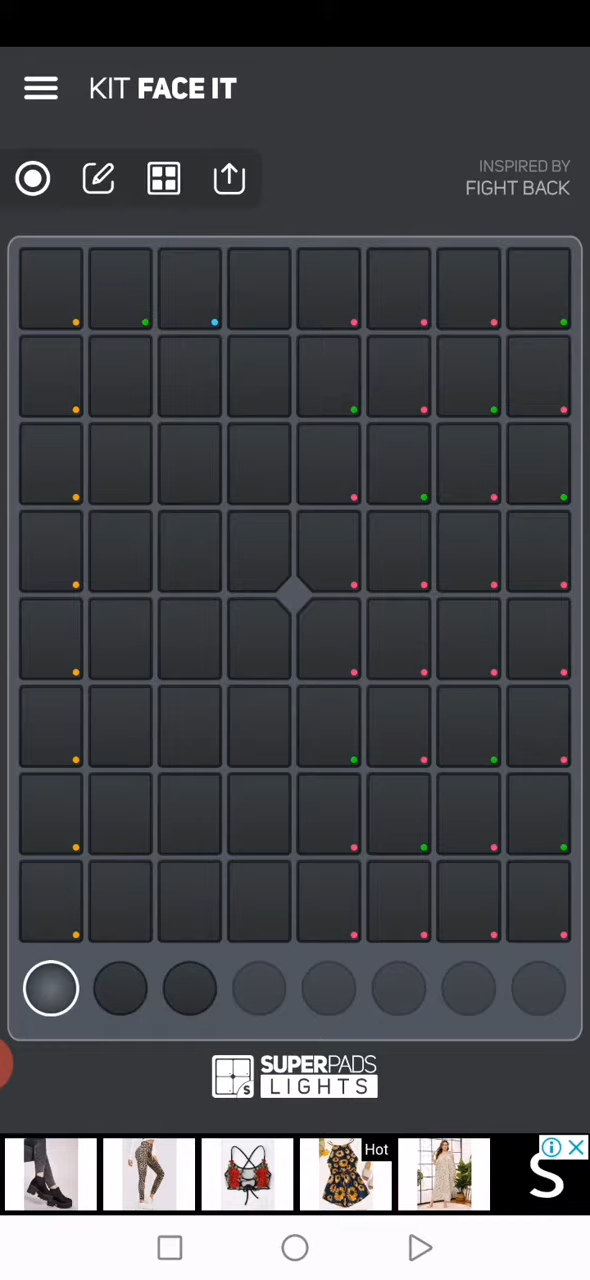 KIT FACE IT
INSPIRED BY
FIGHT BACK
SUPERPADS
LIGHTS
S
Hot
S